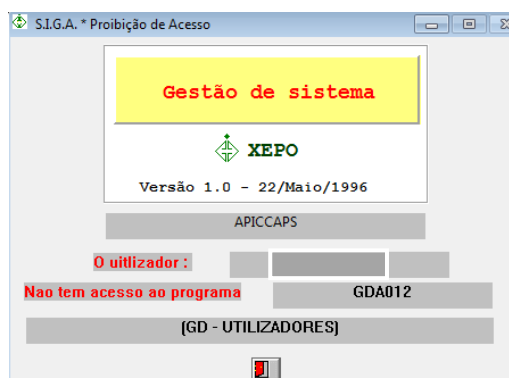 S.I.G.A. * Proibição de Acesso
Gestão de sistema
XEPO
Versão 1.0 - 22/Maio/1996
APICCAPS
O uitlizador :
Nao tem acesso ao programa GDA012
(GD - UTILIZADORES)